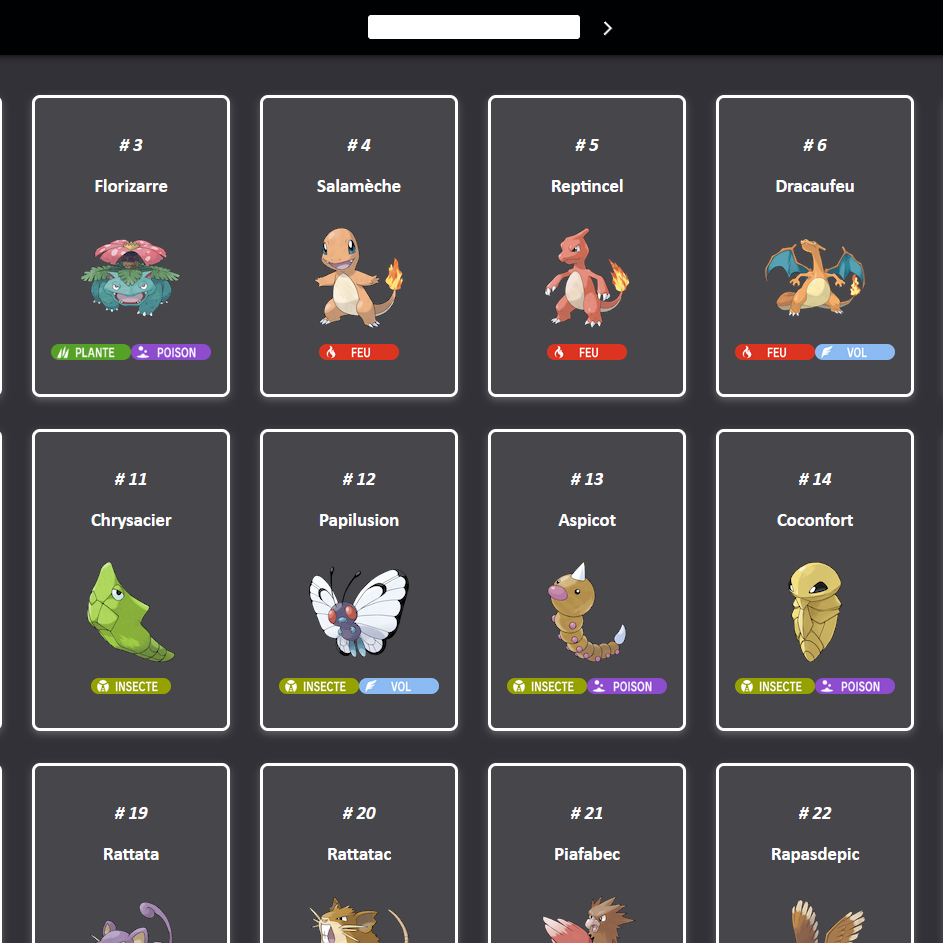 # 3
# 4
# 5
# 6
Florizarre
Salamèche
Reptincel
Dracaufeu
PLANTE POISON
FEU
FEU
FEU VOL
# 11
# 12
# 13
# 14
Chrysacier
Papilusion
Aspicot
Coconfort
INSECTE
INSECTE VOL
INSECTE POISON
INSECTE POISON
# 19
# 20
# 21
# 22
Rattata
Rattatac
Piafabec
Rapasdepic